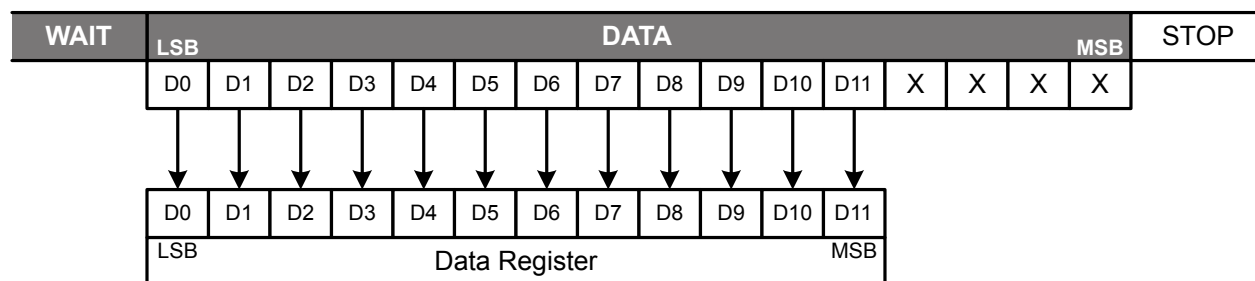 WAIT LSB DATA MSB STOP
D0 D1 D2 D3 D4 D5 D6 D7 D8 D9 D10 D11 X X X X
D0 D1 D2 D3 D4 D5 D6 D7 D8 D9 D10 D11
LSB Data Register MSB